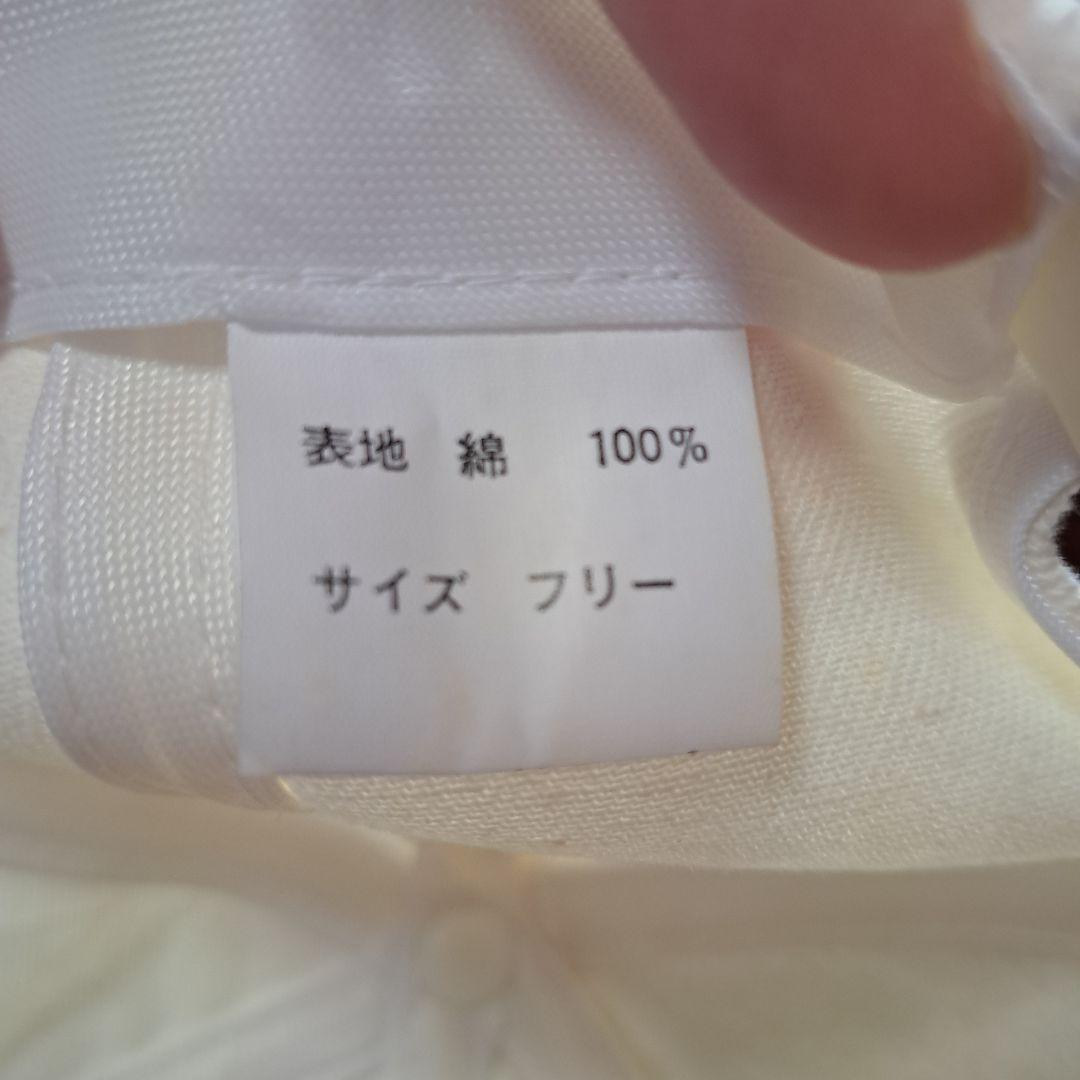 表地 綿 100%
サイズ フリー